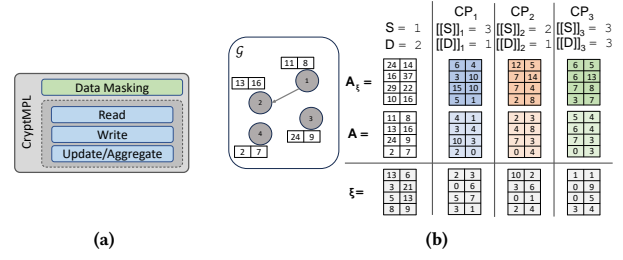 CryptMPL
Data Masking
Read
Write
Update/Aggregate
(a)
𝒢
11 8
1
13 16
2
3
4
24 9
2 7
S = 1
D = 2
CP1
[[S]]1 = 3
[[D]]1 = 1
CP2
[[S]]2 = 2
[[D]]2 = 1
CP3
[[S]]3 = 3
[[D]]3 = 3
Aξ =
24 14 6 4 12 5 6 5
16 37 3 10 7 14 6 13
29 22 15 10 7 4 7 8
10 16 5 1 2 8 3 7
A =
11 8 4 1 2 3 5 4
13 16 3 4 4 8 6 4
24 9 10 3 7 3 7 3
2 7 2 0 0 4 0 3
ξ =
13 6 2 3 10 2 1 1
3 21 0 6 3 6 0 9
5 13 5 7 0 1 0 5
8 9 3 1 2 4 3 4
(b)